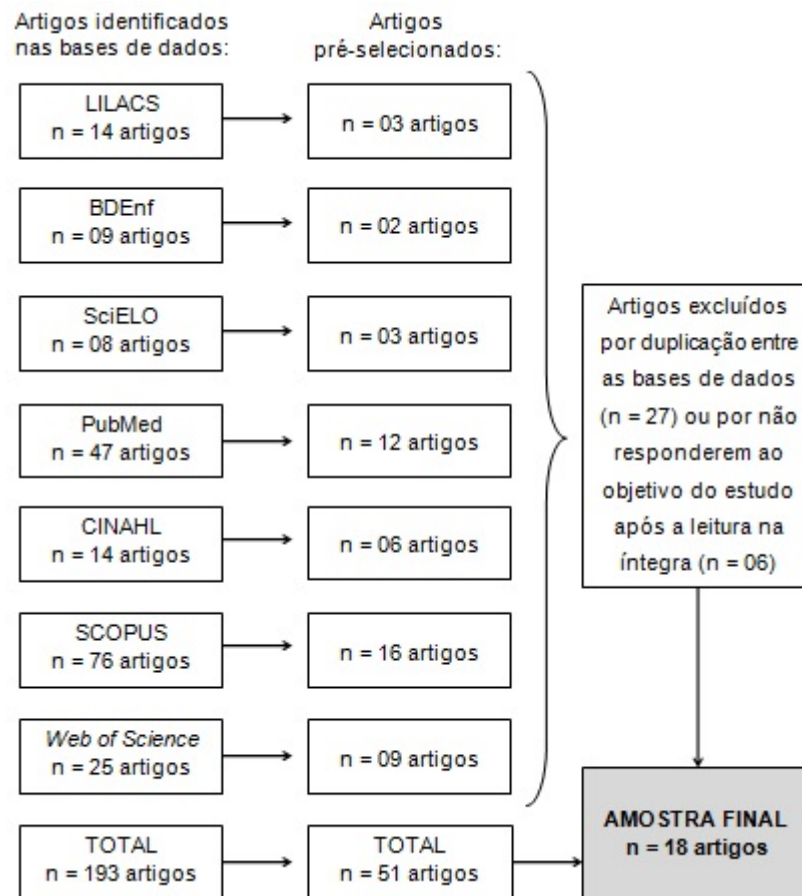 Artigos identificados
nas bases de dados:
Artigos
pré-selecionados:
LILACS
n = 14 artigos
n = 03 artigos
BDEnf
n = 09 artigos
n = 02 artigos
SciELO
n = 08 artigos
n = 03 artigos
PubMed
n = 47 artigos
n = 12 artigos
CINAHL
n = 14 artigos
n = 06 artigos
SCOPUS
n = 76 artigos
n = 16 artigos
Web of Science
n = 25 artigos
n = 09 artigos
TOTAL
n = 193 artigos
TOTAL
n = 51 artigos
Artigos excluídos
por duplicação entre
as bases de dados
(n = 27) ou por não
responderem ao
objetivo do estudo
após a leitura na
íntegra (n = 06)
AMOSTRA FINAL
n = 18 artigos